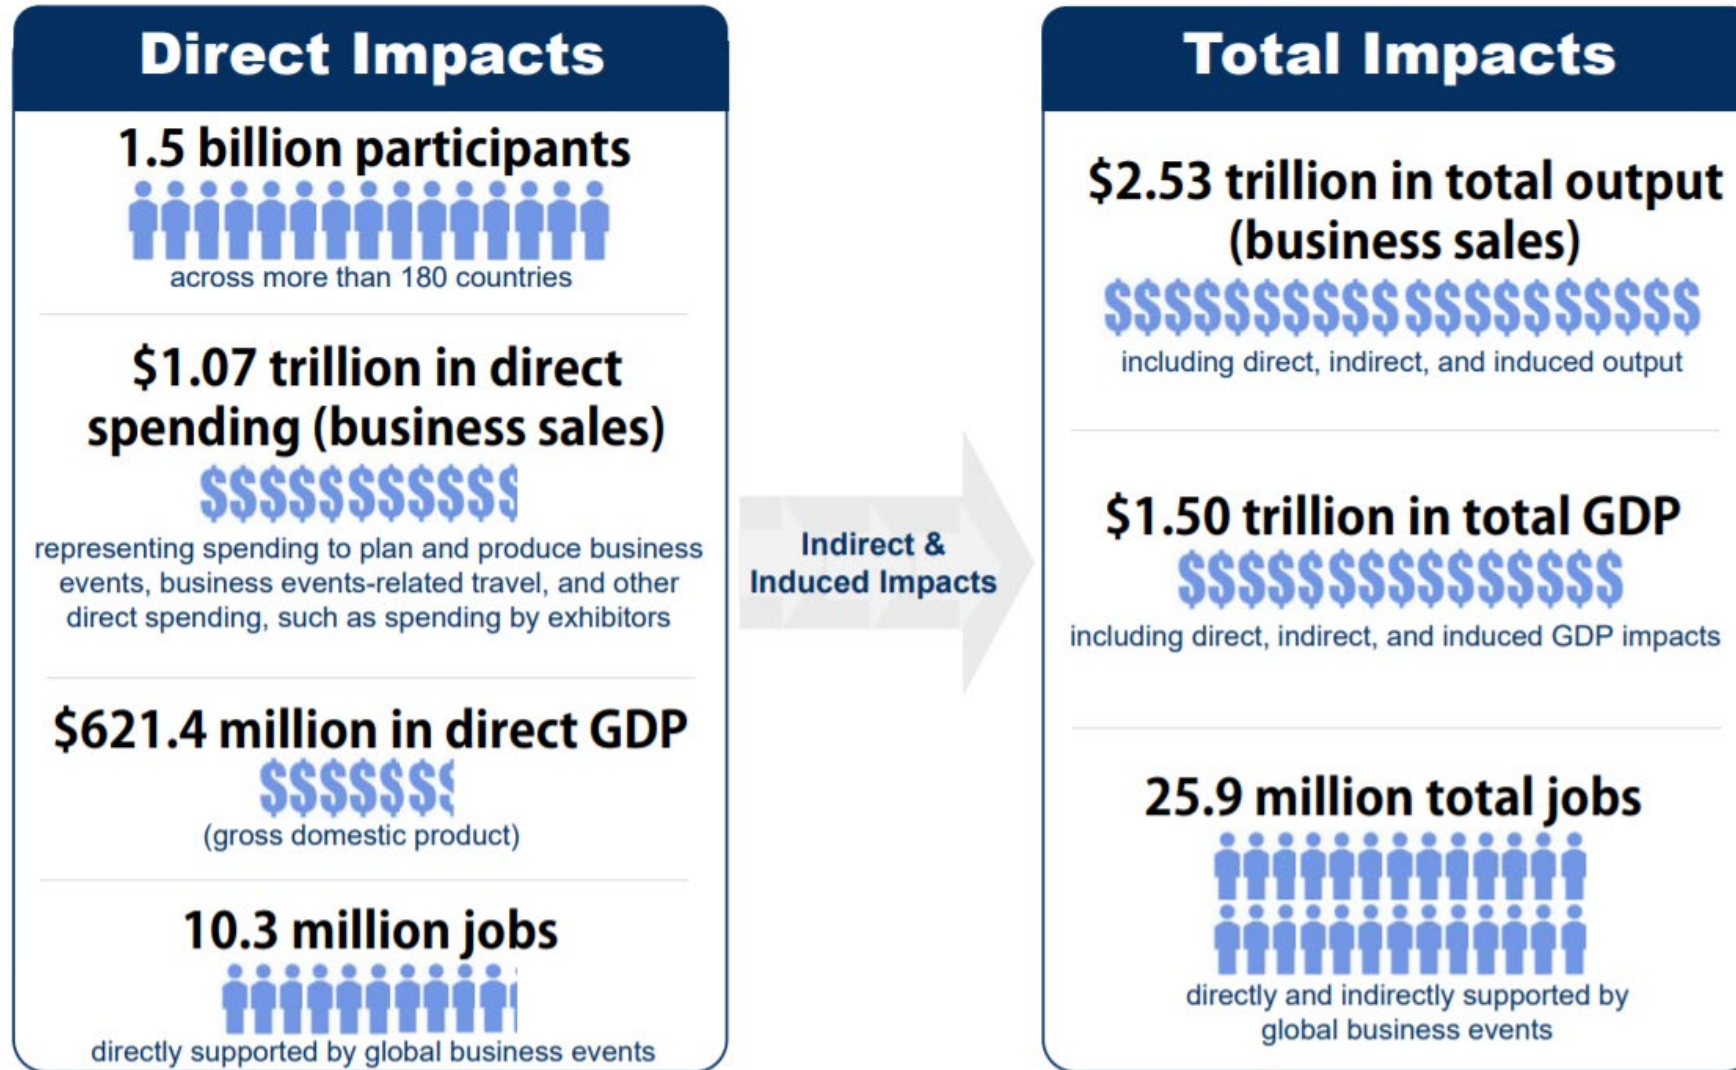 Direct Impacts
1.5 billion participants
across more than 180 countries
$1.07 trillion in direct
spending (business sales)
$$$$$$$$$$$
representing spending to plan and produce business
events, business events-related travel, and other
direct spending, such as spending by exhibitors
$621.4 million in direct GDP
$$$$$$$
(gross domestic product)
10.3 million jobs
directly supported by global business events
Indirect &
Induced Impacts
Total Impacts
$2.53 trillion in total output
(business sales)
$$$$$$$$$$$$$$$$$$$$
including direct, indirect, and induced output
$1.50 trillion in total GDP
$$$$$$$$$$$$$$$
including direct, indirect, and induced GDP impacts
25.9 million total jobs
directly and indirectly supported by
global business events